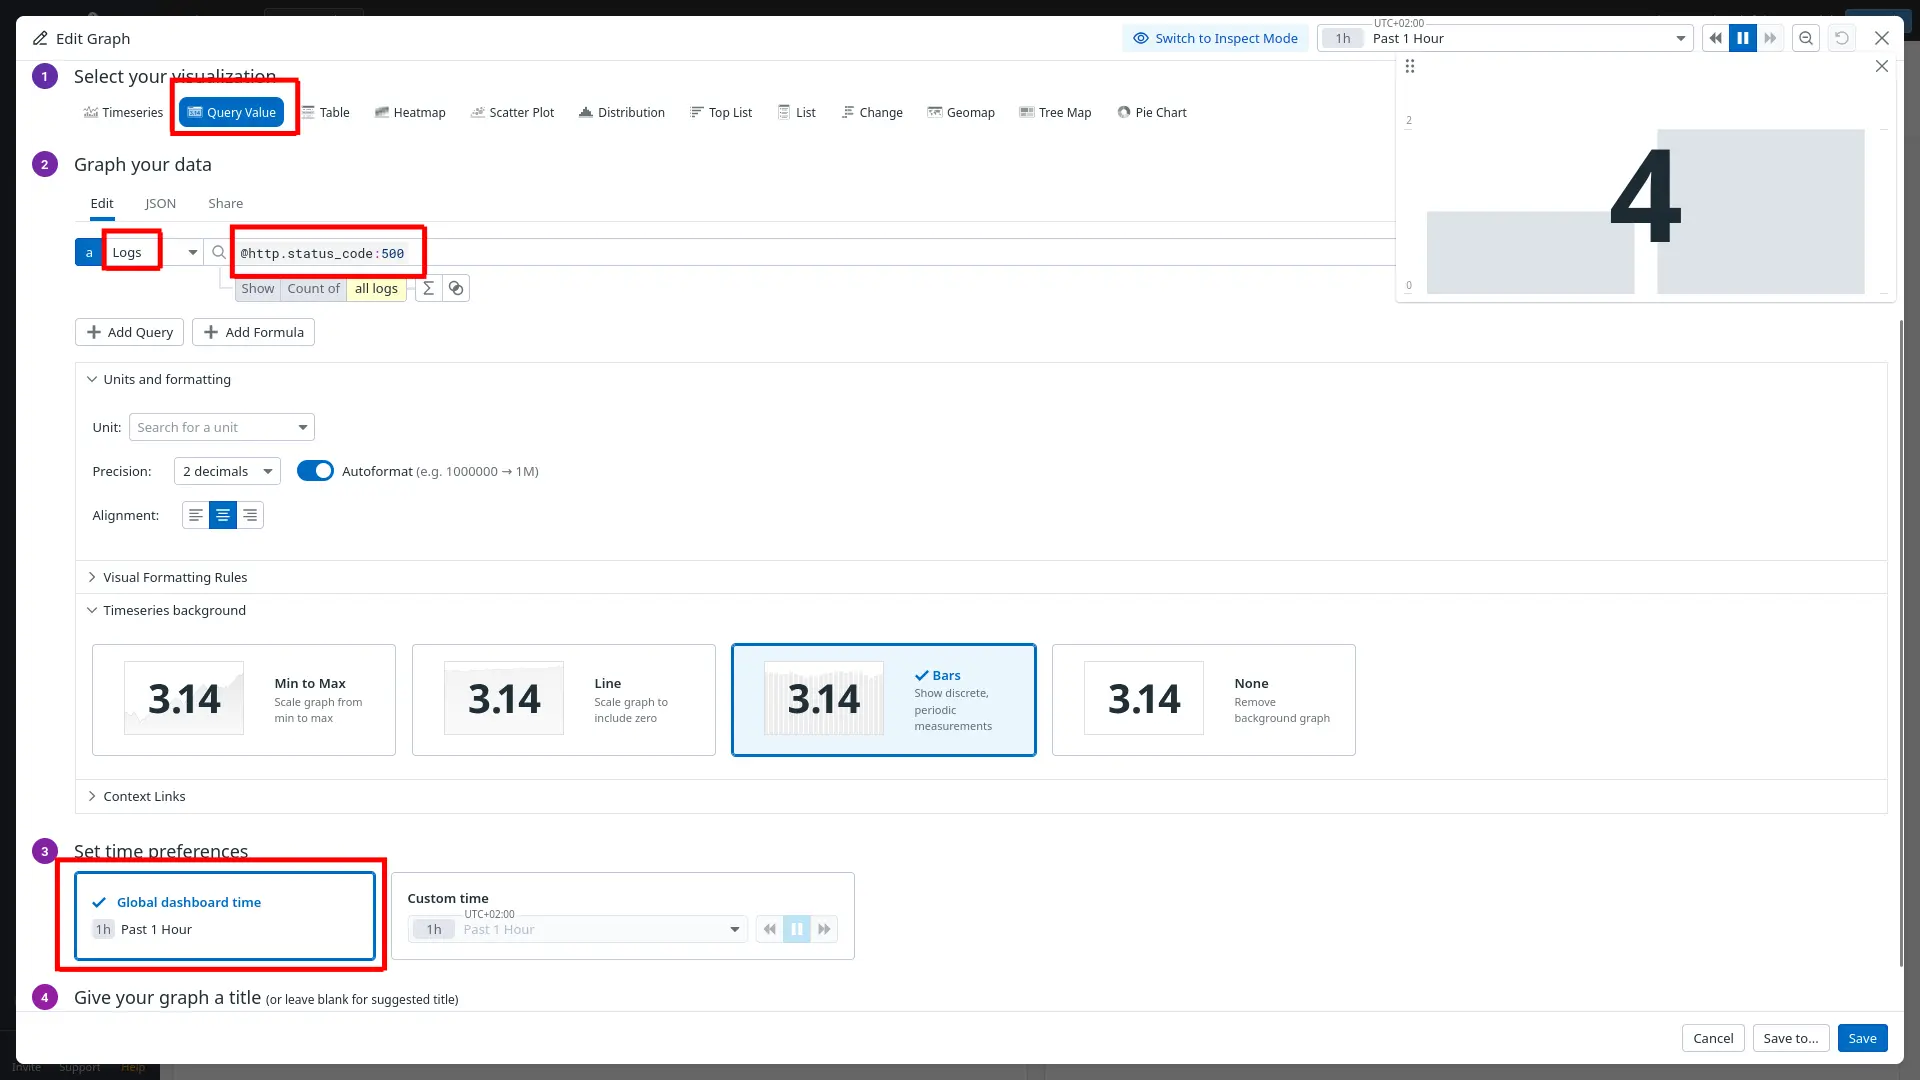 Edit Graph
Switch to Inspect Mode
UTC+02:00
1h Past 1 Hour
1 Select your visualization
Timeseries Query Value Table Heatmap Scatter Plot Distribution Top List List Change Geomap Tree Map Pie Chart
2
4
0
2 Graph your data
Edit JSON Share
a Logs @http.status_code:500
Show Count of all logs
Add Query Add Formula
Units and formatting
Unit: Search for a unit
Precision: 2 decimals Autoformat (e.g. 1000000 → 1M)
Alignment:
Visual Formatting Rules
Timeseries background
3.14 Min to Max
Scale graph from
min to max
3.14 Line
Scale graph to
include zero
3.14 Bars
Show discrete,
periodic
measurements
3.14 None
Remove
background graph
Context Links
3 Set time preferences
Global dashboard time
1h Past 1 Hour
Custom time
UTC+02:00
1h Past 1 Hour
4 Give your graph a title (or leave blank for suggested title)
Cancel Save to... Save
Invite Support Help